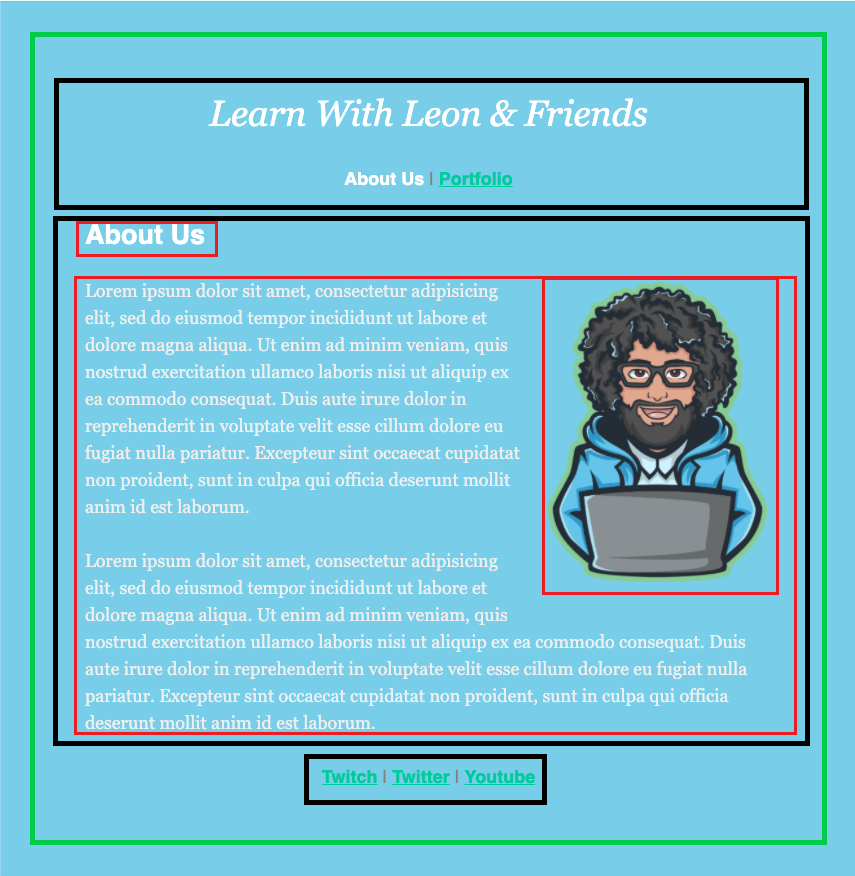 Learn With Leon & Friends
About Us | Portfolio
About Us
Lorem ipsum dolor sit amet, consectetur adipisicing
elit, sed do eiusmod tempor incididunt ut labore et
dolore magna aliqua. Ut enim ad minim veniam, quis
nostrud exercitation ullamco laboris nisi ut aliquip ex
ea commodo consequat. Duis aute irure dolor in
reprehenderit in voluptate velit esse cillum dolore eu
fugiat nulla pariatur. Excepteur sint occaecat cupidatat
non proident, sunt in culpa qui officia deserunt mollit
anim id est laborum.
Lorem ipsum dolor sit amet, consectetur adipisicing
elit, sed do eiusmod tempor incididunt ut labore et
dolore magna aliqua. Ut enim ad minim veniam, quis
nostrud exercitation ullamco laboris nisi ut aliquip ex ea commodo consequat. Duis
aute irure dolor in reprehenderit in voluptate velit esse cillum dolore eu fugiat nulla
pariatur. Excepteur sint occaecat cupidatat non proident, sunt in culpa qui officia
deserunt mollit anim id est laborum.
Twitch | Twitter | Youtube